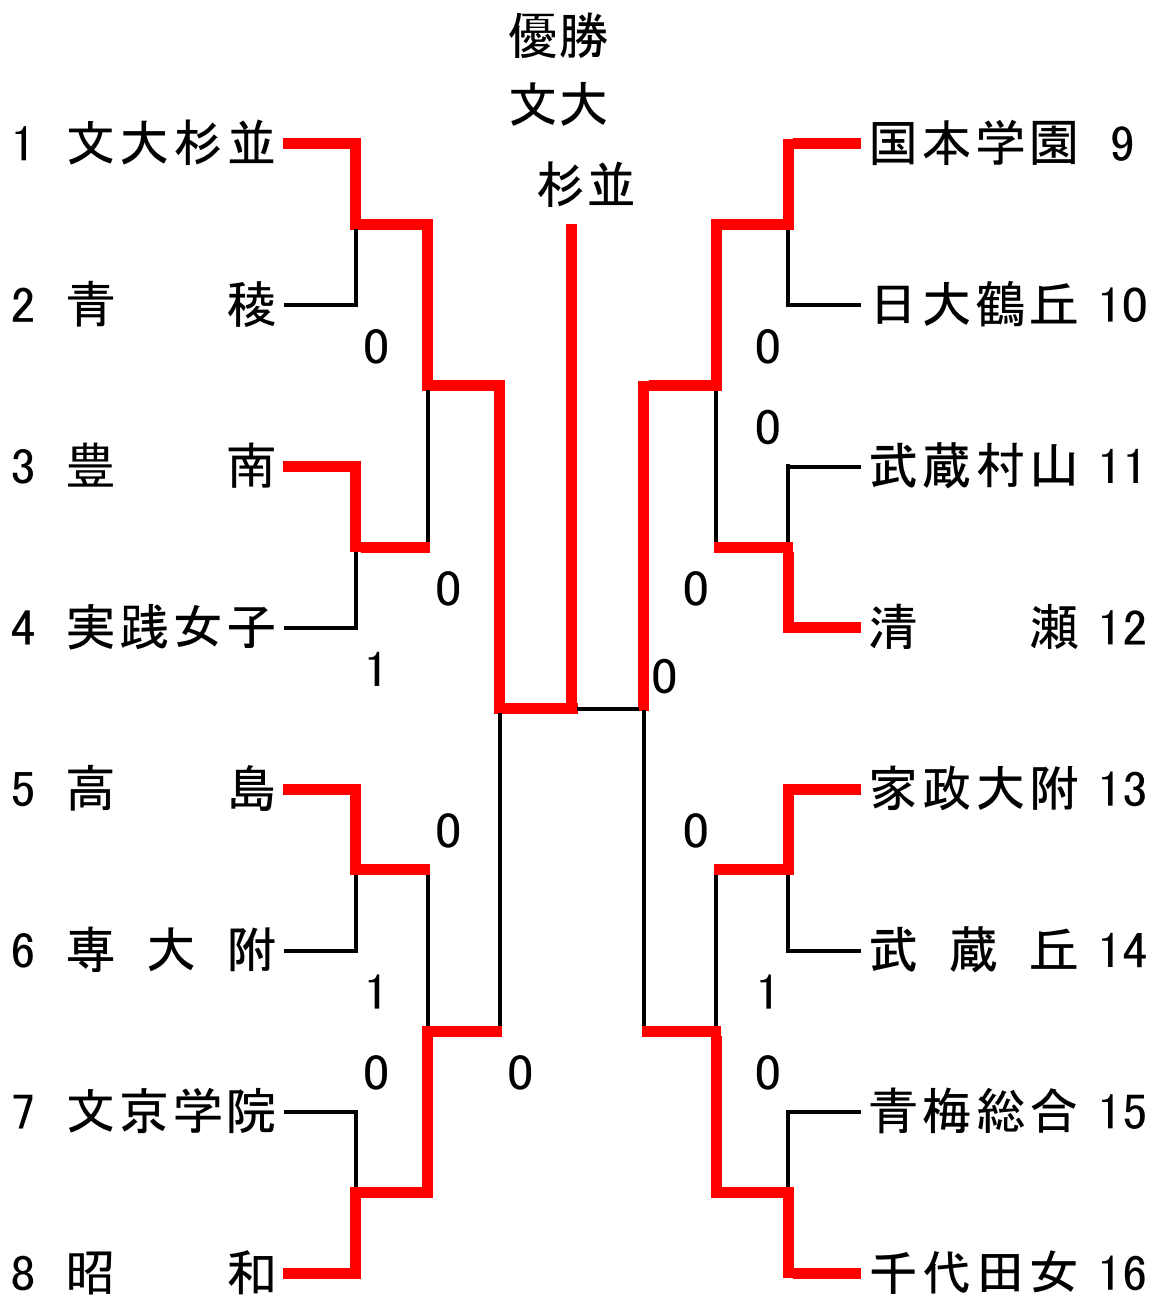 優勝
文大
杉並
1 文大杉並
2 青稜
0
3 豊南
0
4 実践女子
1
5 高島
0
6 専大附
1
0
7 文京学院
0
8 昭和
国本学園 9
日大鶴丘 10
0
0
武蔵村山 11
0
清瀬 12
0
家政大附 13
0
武蔵丘 14
1
0
青梅総合 15
千代田女 16